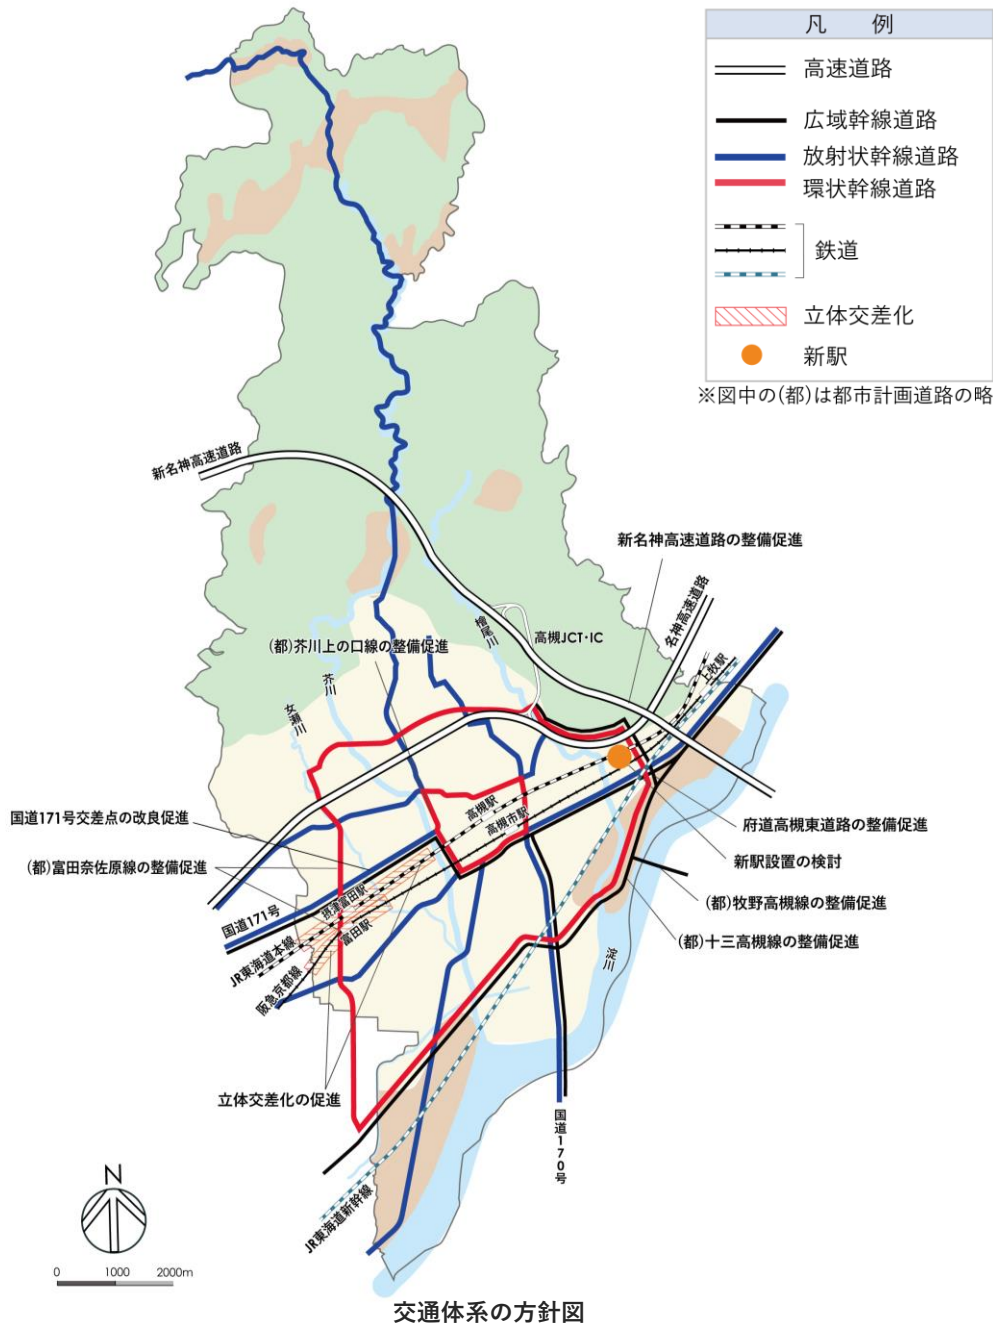 凡 例
高速道路
広域幹線道路
放射状幹線道路
環状幹線道路
鉄道
立体交差化
新駅
※図中の(都)は都市計画道路の略
新名神高速道路
新名神高速道路の整備促進
名神高速道路
檜尾川
高槻JCT・IC
(都)芥川上の口線の整備促進
上牧駅
芥川
女瀬川
高槻駅
高槻市駅
国道171号交差点の改良促進
府道高槻東道路の整備促進
(都)富田奈佐原線の整備促進
新駅設置の検討
摂津富田駅
(都)牧野高槻線の整備促進
国道171号
富田駅
(都)十三高槻線の整備促進
JR東海道本線
淀川
阪急京都線
立体交差化の促進
国道170号
JR東海道新幹線
N
0 1000 2000m
交通体系の方針図